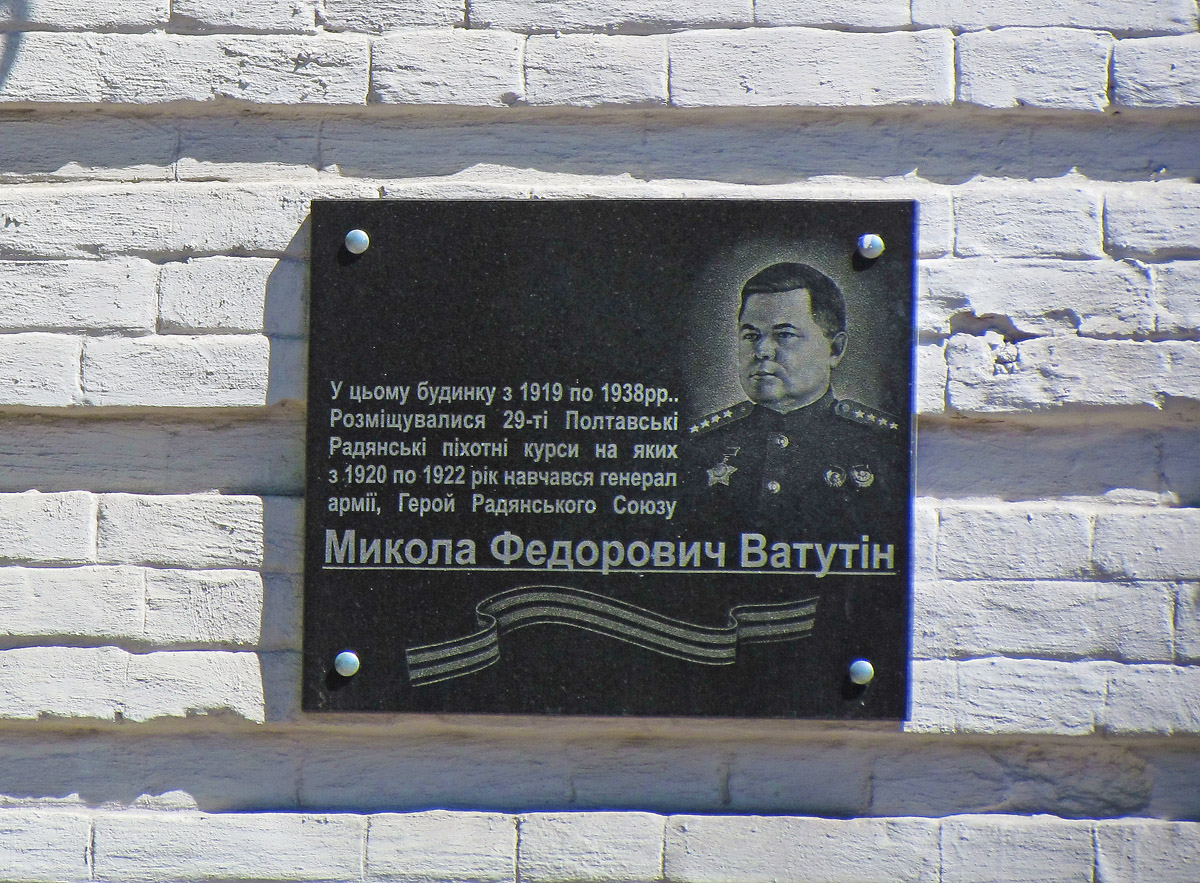 У цьому будинку з 1919 по 1938рр..
Розміщувалися 29-ті Полтавські
Радянські піхотні курси на яких
з 1920 по 1922 рік навчався генерал
армії, Герой Радянського Союзу
Микола Федорович Ватутін